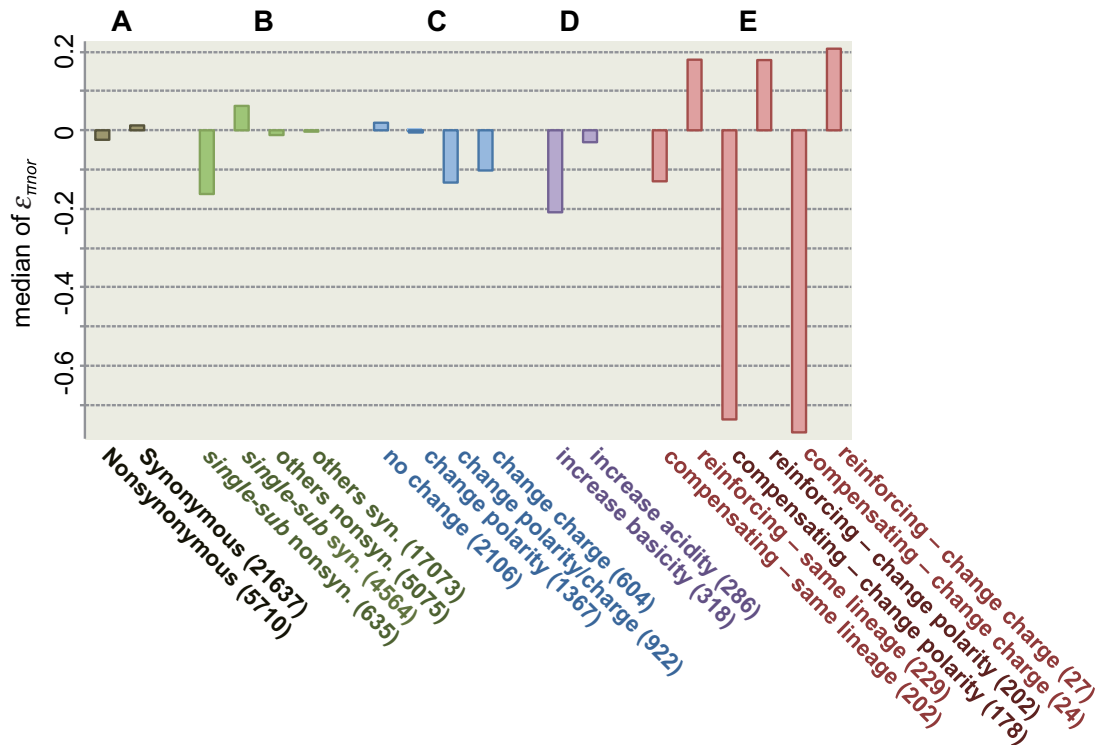 A B C D E
0.2
0
-0.2
-0.4
-0.6
median of επnor
Nonsynonymous (5710)
Synonymous (21637)
single-sub nonsyn. (635)
single-sub syn. (4564)
others nonsyn. (5075)
others syn. (17073)
no change (2106)
change polarity (1367)
change polarity/charge (922)
change charge (604)
increase basicity (318)
increase acidity (286)
compensating – same lineage (202)
reinforcing – same lineage (229)
compensating – change polarity (178)
reinforcing – change polarity (202)
compensating – change charge (24)
reinforcing – change charge (27)